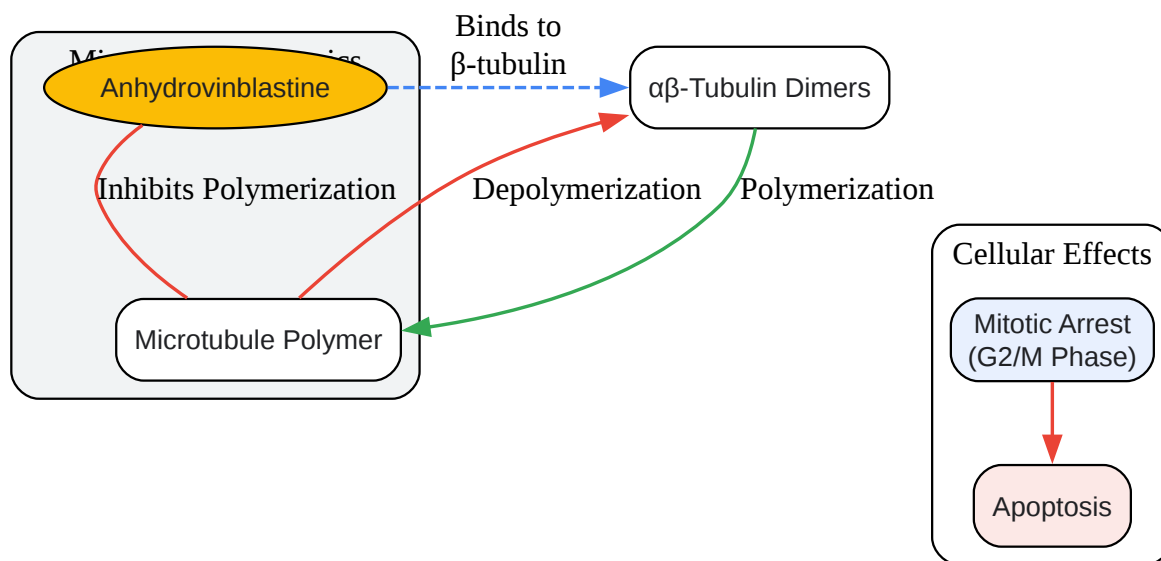 Binds to
β-tubulin
Anhydrovinblastine
αβ-Tubulin Dimers
Inhibits Polymerization
Depolymerization
Polymerization
Cellular Effects
Microtubule Polymer
Mitotic Arrest
(G2/M Phase)
Apoptosis